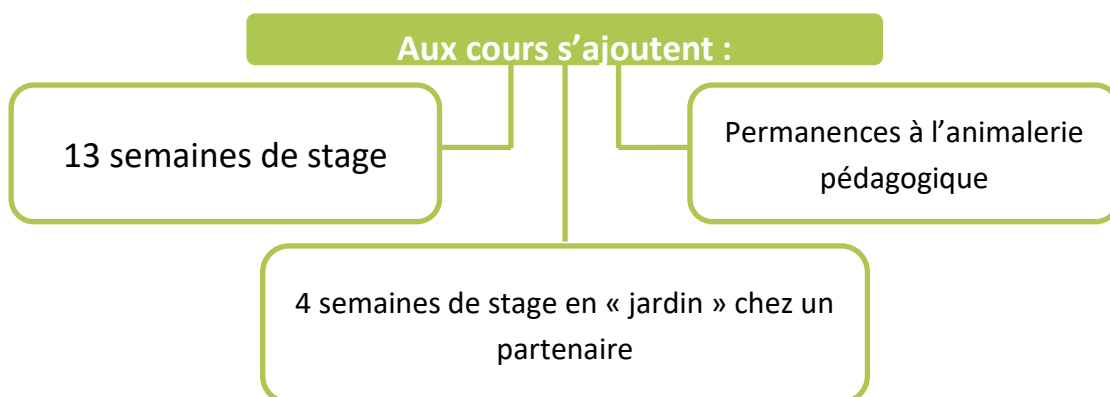 Aux cours s’ajoutent :
13 semaines de stage
Permanences à l’animalerie
pédagogique
4 semaines de stage en « jardin » chez un
partenaire